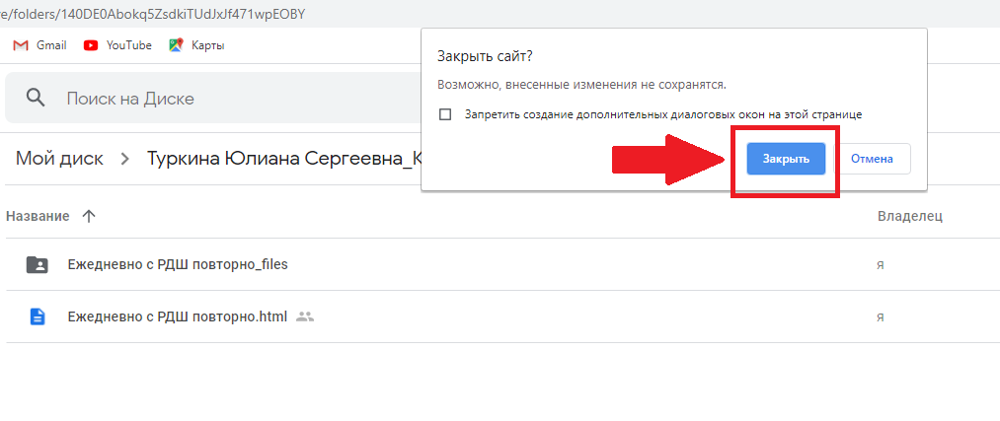 e/folders/140DE0Abokq5ZsdkiTUdJxJf471wpEOBY
Gmail YouTube Карты
Закрыть сайт?
Возможно, внесенные изменения не сохранятся.
Запретить создание дополнительных диалоговых окон на этой странице
Закрыть Отмена
Поиск на Диске
Мой диск > Туркина Юлиана Сергеевна_К
Название Владелец
Ежедневно с РДШ повторно_files я
Ежедневно с РДШ повторно.html я